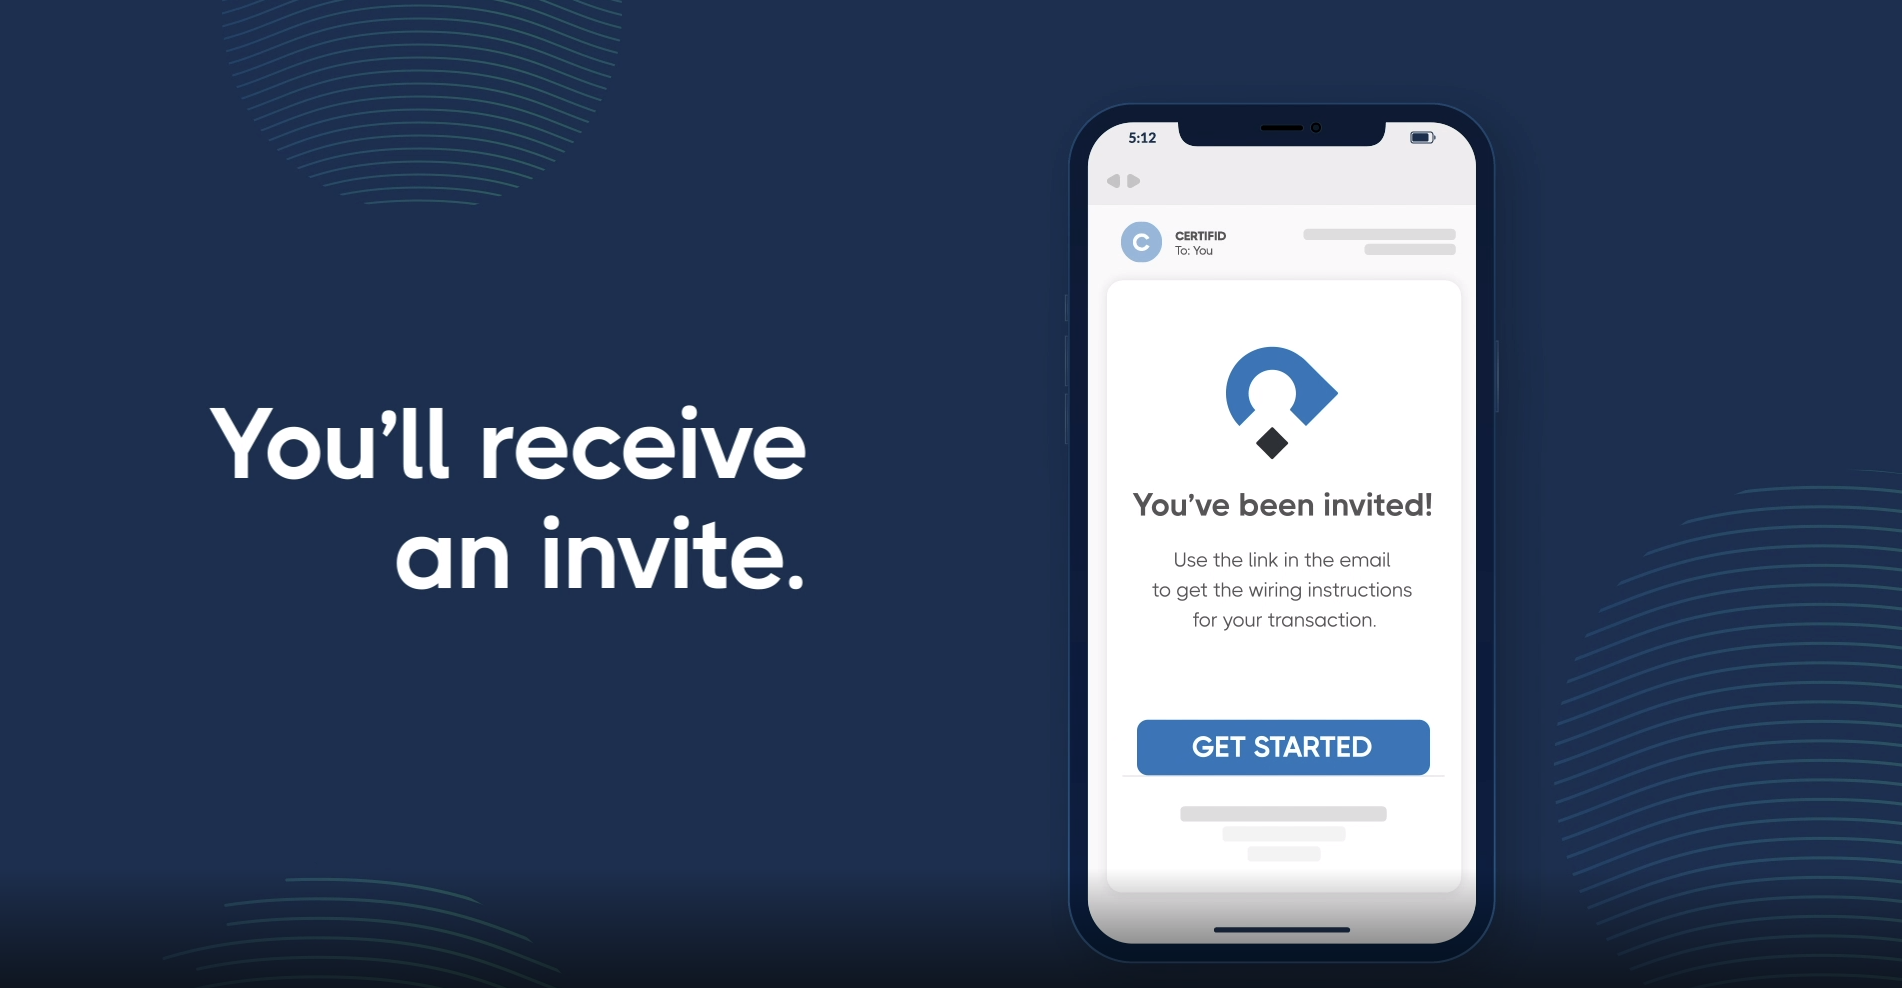 You’ll receive
an invite.
5:12
C
CERTIFID
To: You
You’ve been invited!
Use the link in the email
to get the wiring instructions
for your transaction.
GET STARTED